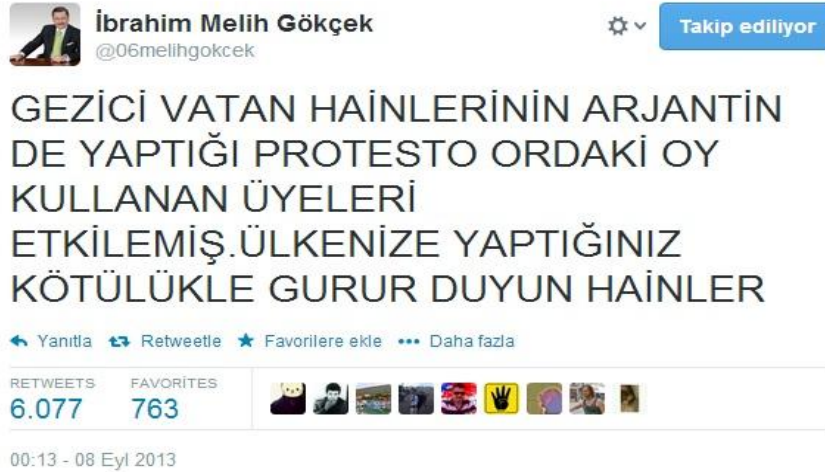 İbrahim Melih Gökçek
@06melihgokcek
Takip ediliyor
GEZİCİ VATAN HAİNLERİNİN ARJANTİN
DE YAPTIĞI PROTESTO ORDAKİ OY
KULLANAN ÜYELERİ
ETKİLEMİŞ.ÜLKENİZE YAPTIĞINIZ
KÖTÜLÜKLE GURUR DUYUN HAİNLER
Yanıtla Retweetle Favorilere ekle Daha fazla
RETWEETS FAVORİTES
6.077 763
00:13 - 08 Eyl 2013